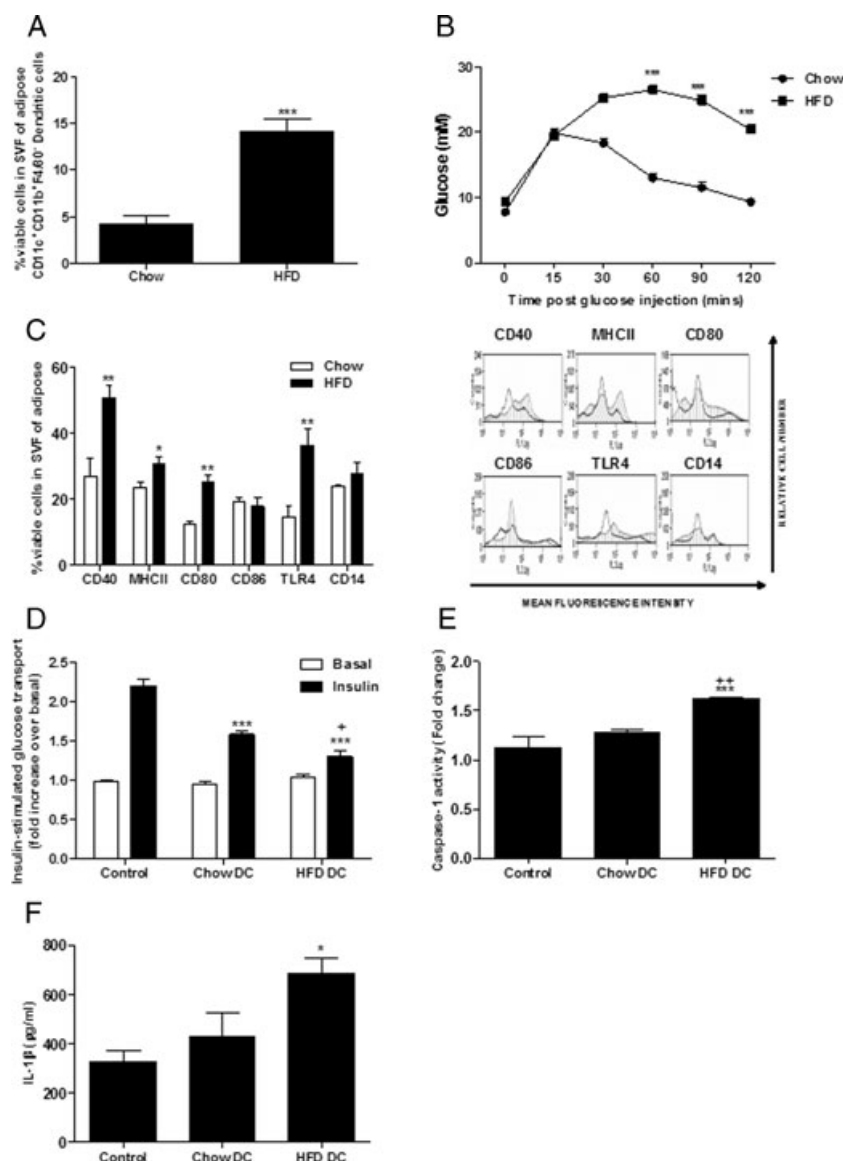 A
%viable cells in SVF of adipose
CD11c⁺CD11b⁺F4/80⁻ Dendritic cells
20
15
10
5
0
***
Chow
HFD
B
Glucose (mM)
30
20
10
0
***
***
***
Chow
HFD
0
15
30
60
90
120
Time post glucose injection (mins)
C
%viable cells in SVF of adipose
60
40
20
0
Chow
HFD
**
*
**
**
CD40
MHCII
CD80
CD86
TLR4
CD14
CD40
MHCII
CD80
CD86
TLR4
CD14
RELATIVE CELL NUMBER
MEAN FLUORESCENCE INTENSITY
D
Insulin-stimulated glucose transport
(fold increase over basal)
2.5
2.0
1.5
1.0
0.5
0.0
Basal
Insulin
***
+
***
Control
Chow DC
HFD DC
E
Caspase-1 activity (Fold change)
2.0
1.5
1.0
0.5
0.0
++
***
Control
Chow DC
HFD DC
F
IL-1β (pg/ml)
800
600
400
200
0
*
Control
Chow DC
HFD DC